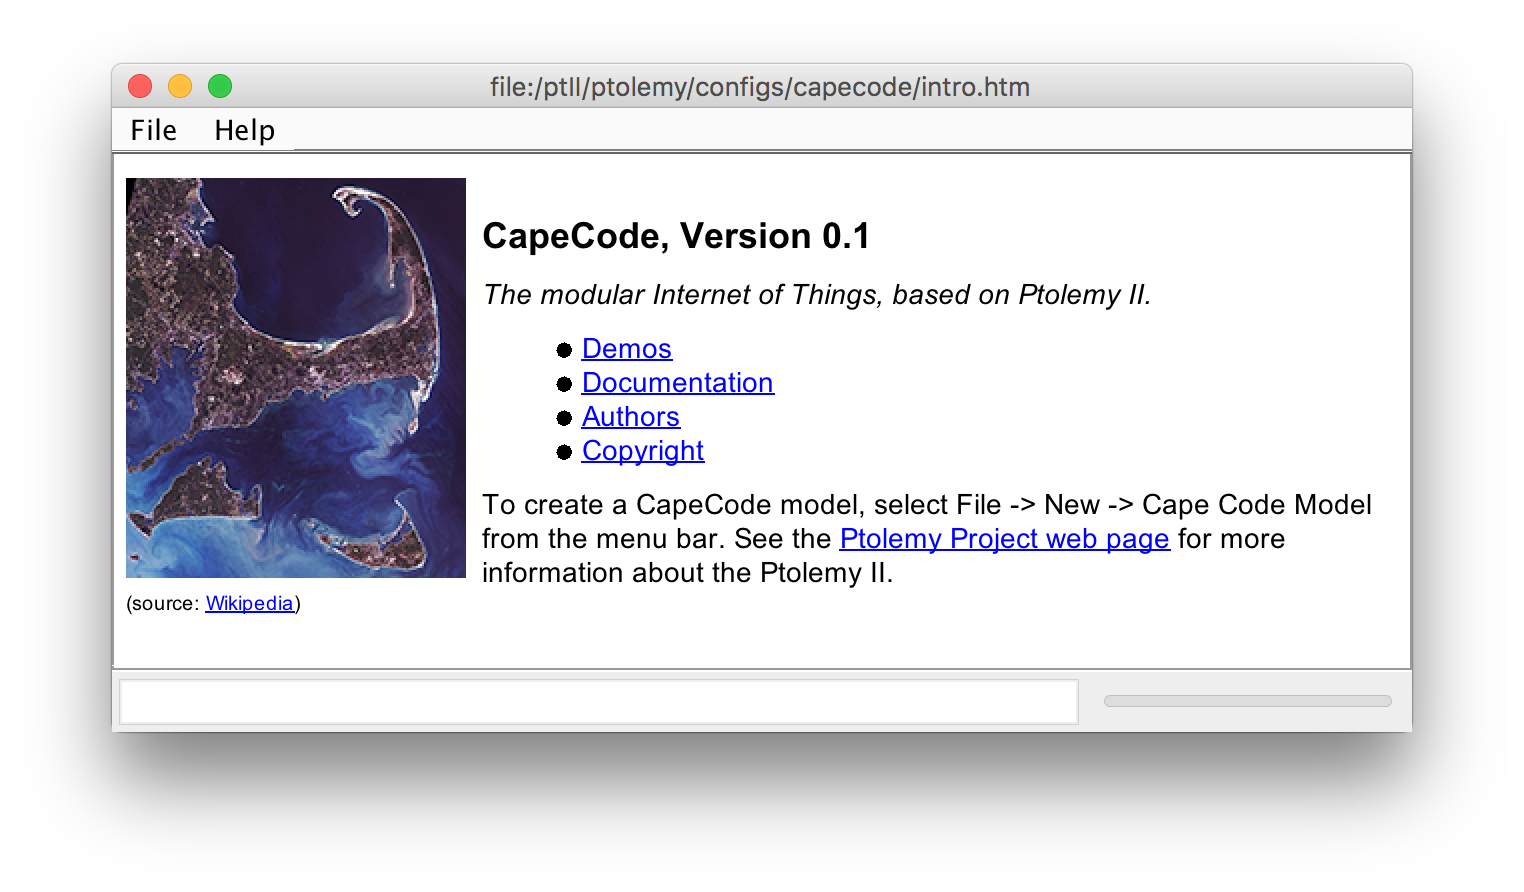 file:/ptII/ptolemy/configs/capecode/intro.htm
File Help
CapeCode, Version 0.1
The modular Internet of Things, based on Ptolemy II.
Demos
Documentation
Authors
Copyright
To create a CapeCode model, select File -> New -> Cape Code Model
from the menu bar. See the Ptolemy Project web page for more
information about the Ptolemy II.
(source: Wikipedia)